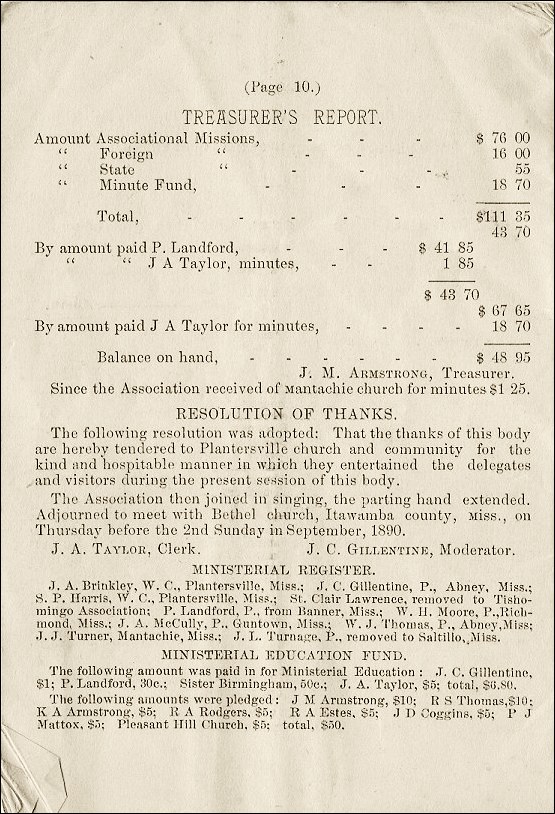 (Page 10.)
TREASURER'S REPORT.
Amount Associational Missions, - - - $ 76 00
“ Foreign “ - - - 16 00
“ State “ - - - 55
“ Minute Fund, - - - 18 70
Total, - - - - - - $111 35
43 70
By amount paid P. Landford, - - - $ 41 85
“ “ J A Taylor, minutes, - - 1 85
$ 43 70
$ 67 65
By amount paid J A Taylor for minutes, - - - - 18 70
Balance on hand, - - - - - - $ 48 95
J. M. ARMSTRONG, Treasurer.
Since the Association received of Mantachie church for minutes $1 25.
RESOLUTION OF THANKS.
The following resolution was adopted: That the thanks of this body
are hereby tendered to Plantersville church and community for the
kind and hospitable manner in which they entertained the delegates
and visitors during the present session of this body.
The Association then joined in singing, the parting hand extended.
Adjourned to meet with Bethel church, Itawamba county, Miss., on
Thursday before the 2nd Sunday in September, 1890.
J. A. TAYLOR, Clerk. J. C. GILLENTINE, Moderator.
MINISTERIAL REGISTER.
J. A. Brinkley, W. C., Plantersville, Miss.; J. C. Gillentine, P., Abney, Miss.;
S. P. Harris, W. C., Plantersville, Miss.; St. Clair Lawrence, removed to Tisho-
mingo Association; P. Landford, P., from Banner, Miss.; W. H. Moore, P., Rich-
mond, Miss.; J. A. McCully, P., Guntown, Miss.; W. J. Thomas, P., Abney, Miss;
J. J. Turner, Mantachie, Miss.; J. L. Turnage, P., removed to Saltillo, Miss.
MINISTERIAL EDUCATION FUND.
The following amount was paid in for Ministerial Education : J. C. Gillentine,
$1; P. Landford, 30c.; Sister Birmingham, 50c.; J. A. Taylor, $5; total, $6.80.
The following amounts were pledged : J M Armstrong, $10; R S Thomas, $10;
K A Armstrong, $5; R A Rodgers, $5; R A Estes, $5; J D Coggins, $5; P J
Mattox, $5; Pleasant Hill Church, $5; total, $50.